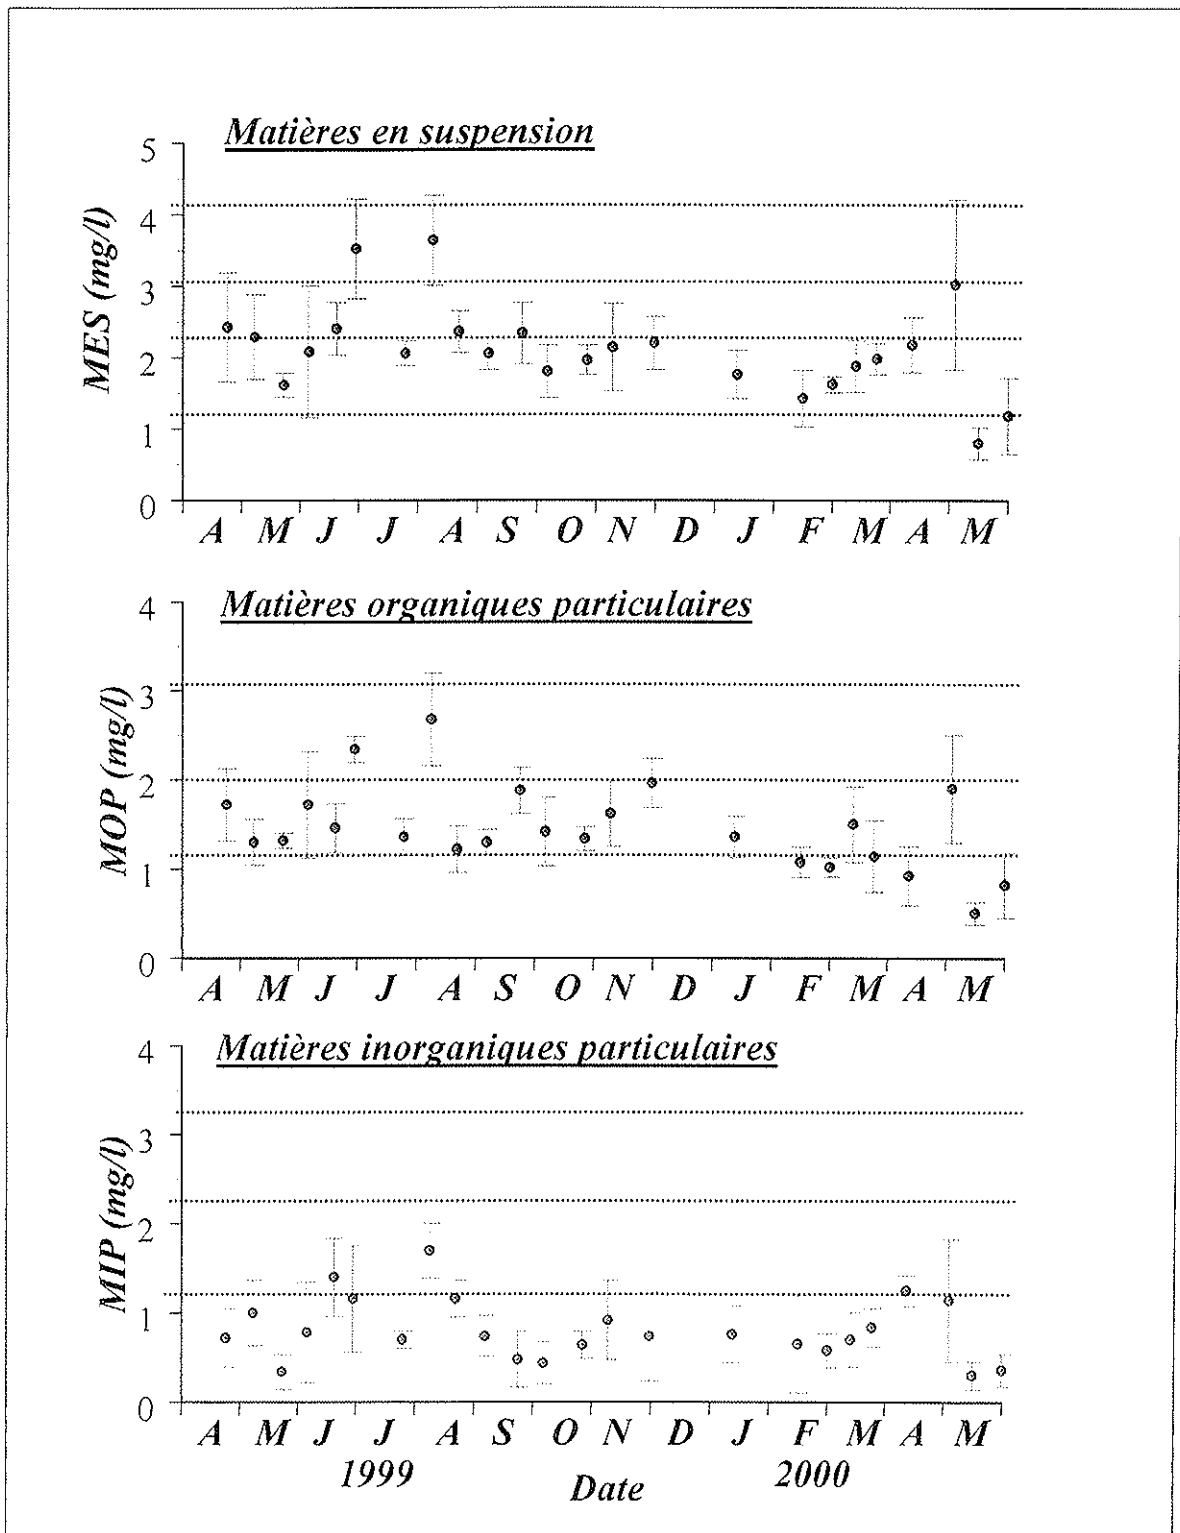 Matières en suspension
MES (mg/l)
5
4
3
2
1
0
A M J J A S O N D J F M A M
Matières organiques particulaires
MOP (mg/l)
4
3
2
1
0
A M J J A S O N D J F M A M
Matières inorganiques particulaires
MIP (mg/l)
4
3
2
1
0
A M J J A S O N D J F M A M
1999 2000
Date